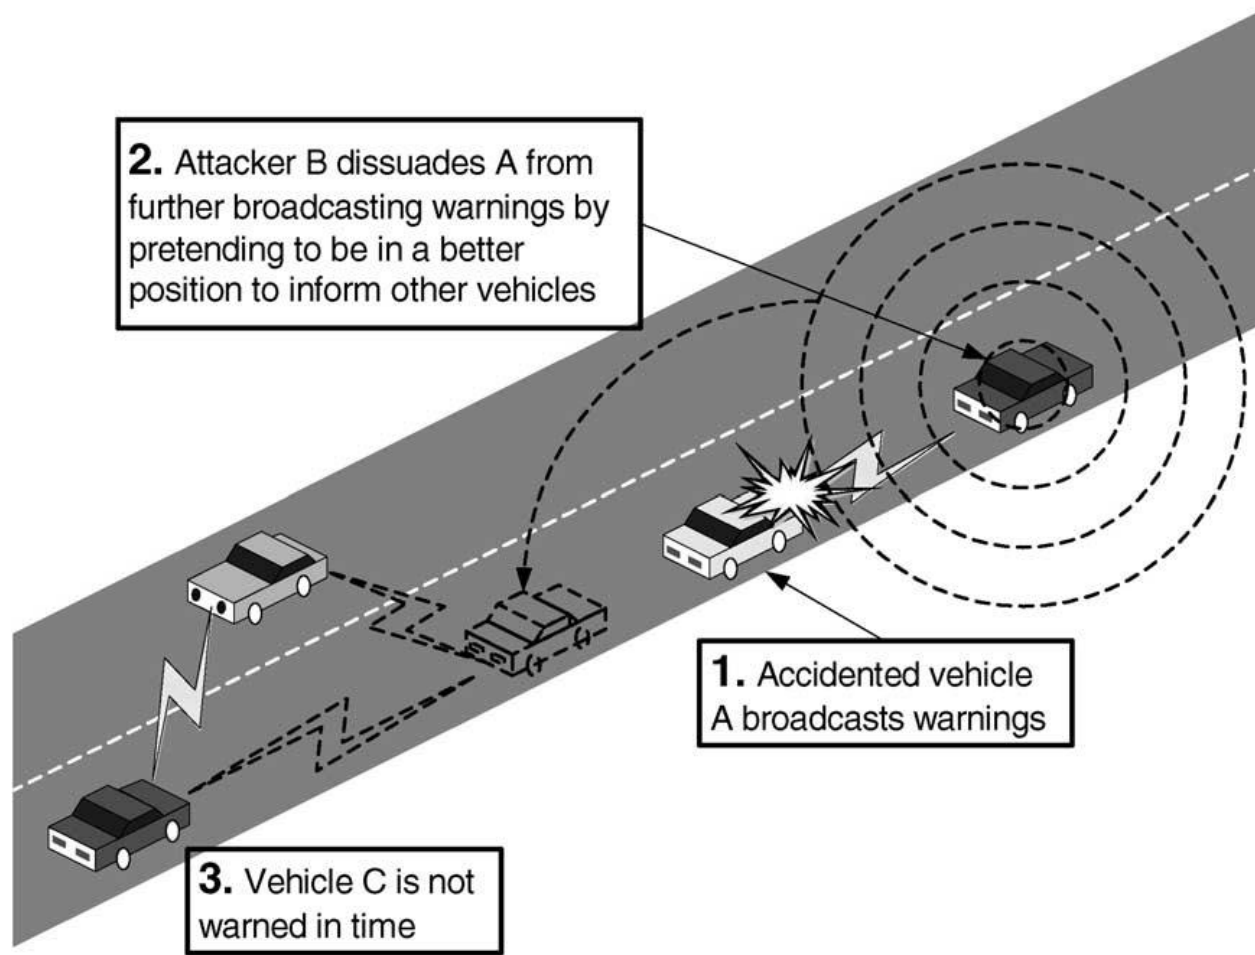 2. Attacker B dissuades A from
further broadcasting warnings by
pretending to be in a better
position to inform other vehicles
1. Accidented vehicle
A broadcasts warnings
3. Vehicle C is not
warned in time